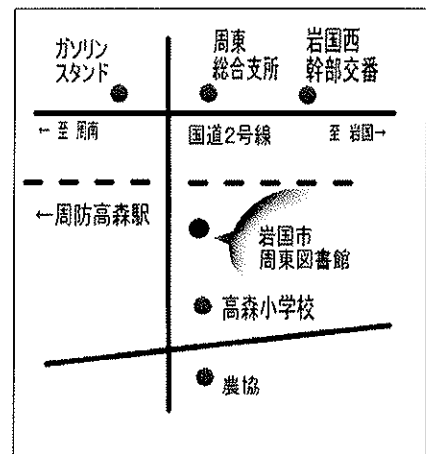 ガソリン
スタンド
周東
総合支所
岩国西
幹部交番
← 至 周南
国道2号線
至 岩国→
←周防高森駅
岩国市
周東図書館
高森小学校
農協